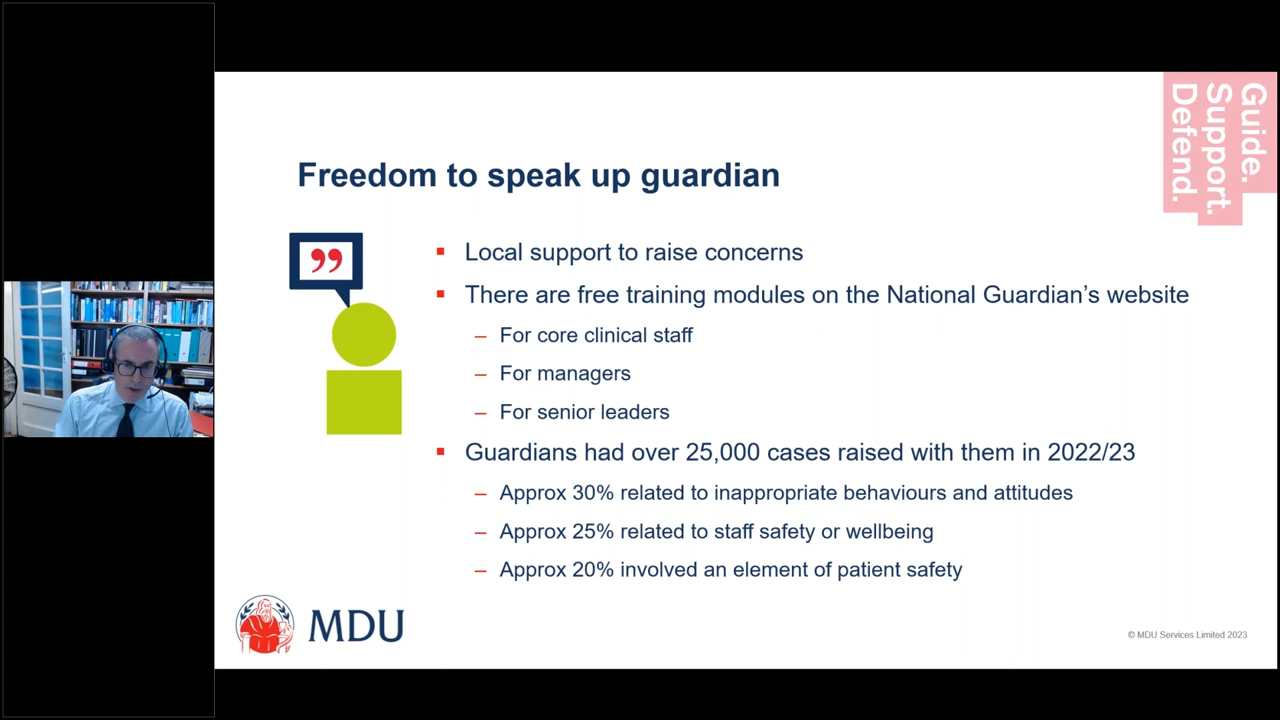 Guide.
Support.
Defend.
Freedom to speak up guardian
”
▪ Local support to raise concerns
▪ There are free training modules on the National Guardian’s website
– For core clinical staff
– For managers
– For senior leaders
▪ Guardians had over 25,000 cases raised with them in 2022/23
– Approx 30% related to inappropriate behaviours and attitudes
– Approx 25% related to staff safety or wellbeing
– Approx 20% involved an element of patient safety
MDU
© MDU Services Limited 2023